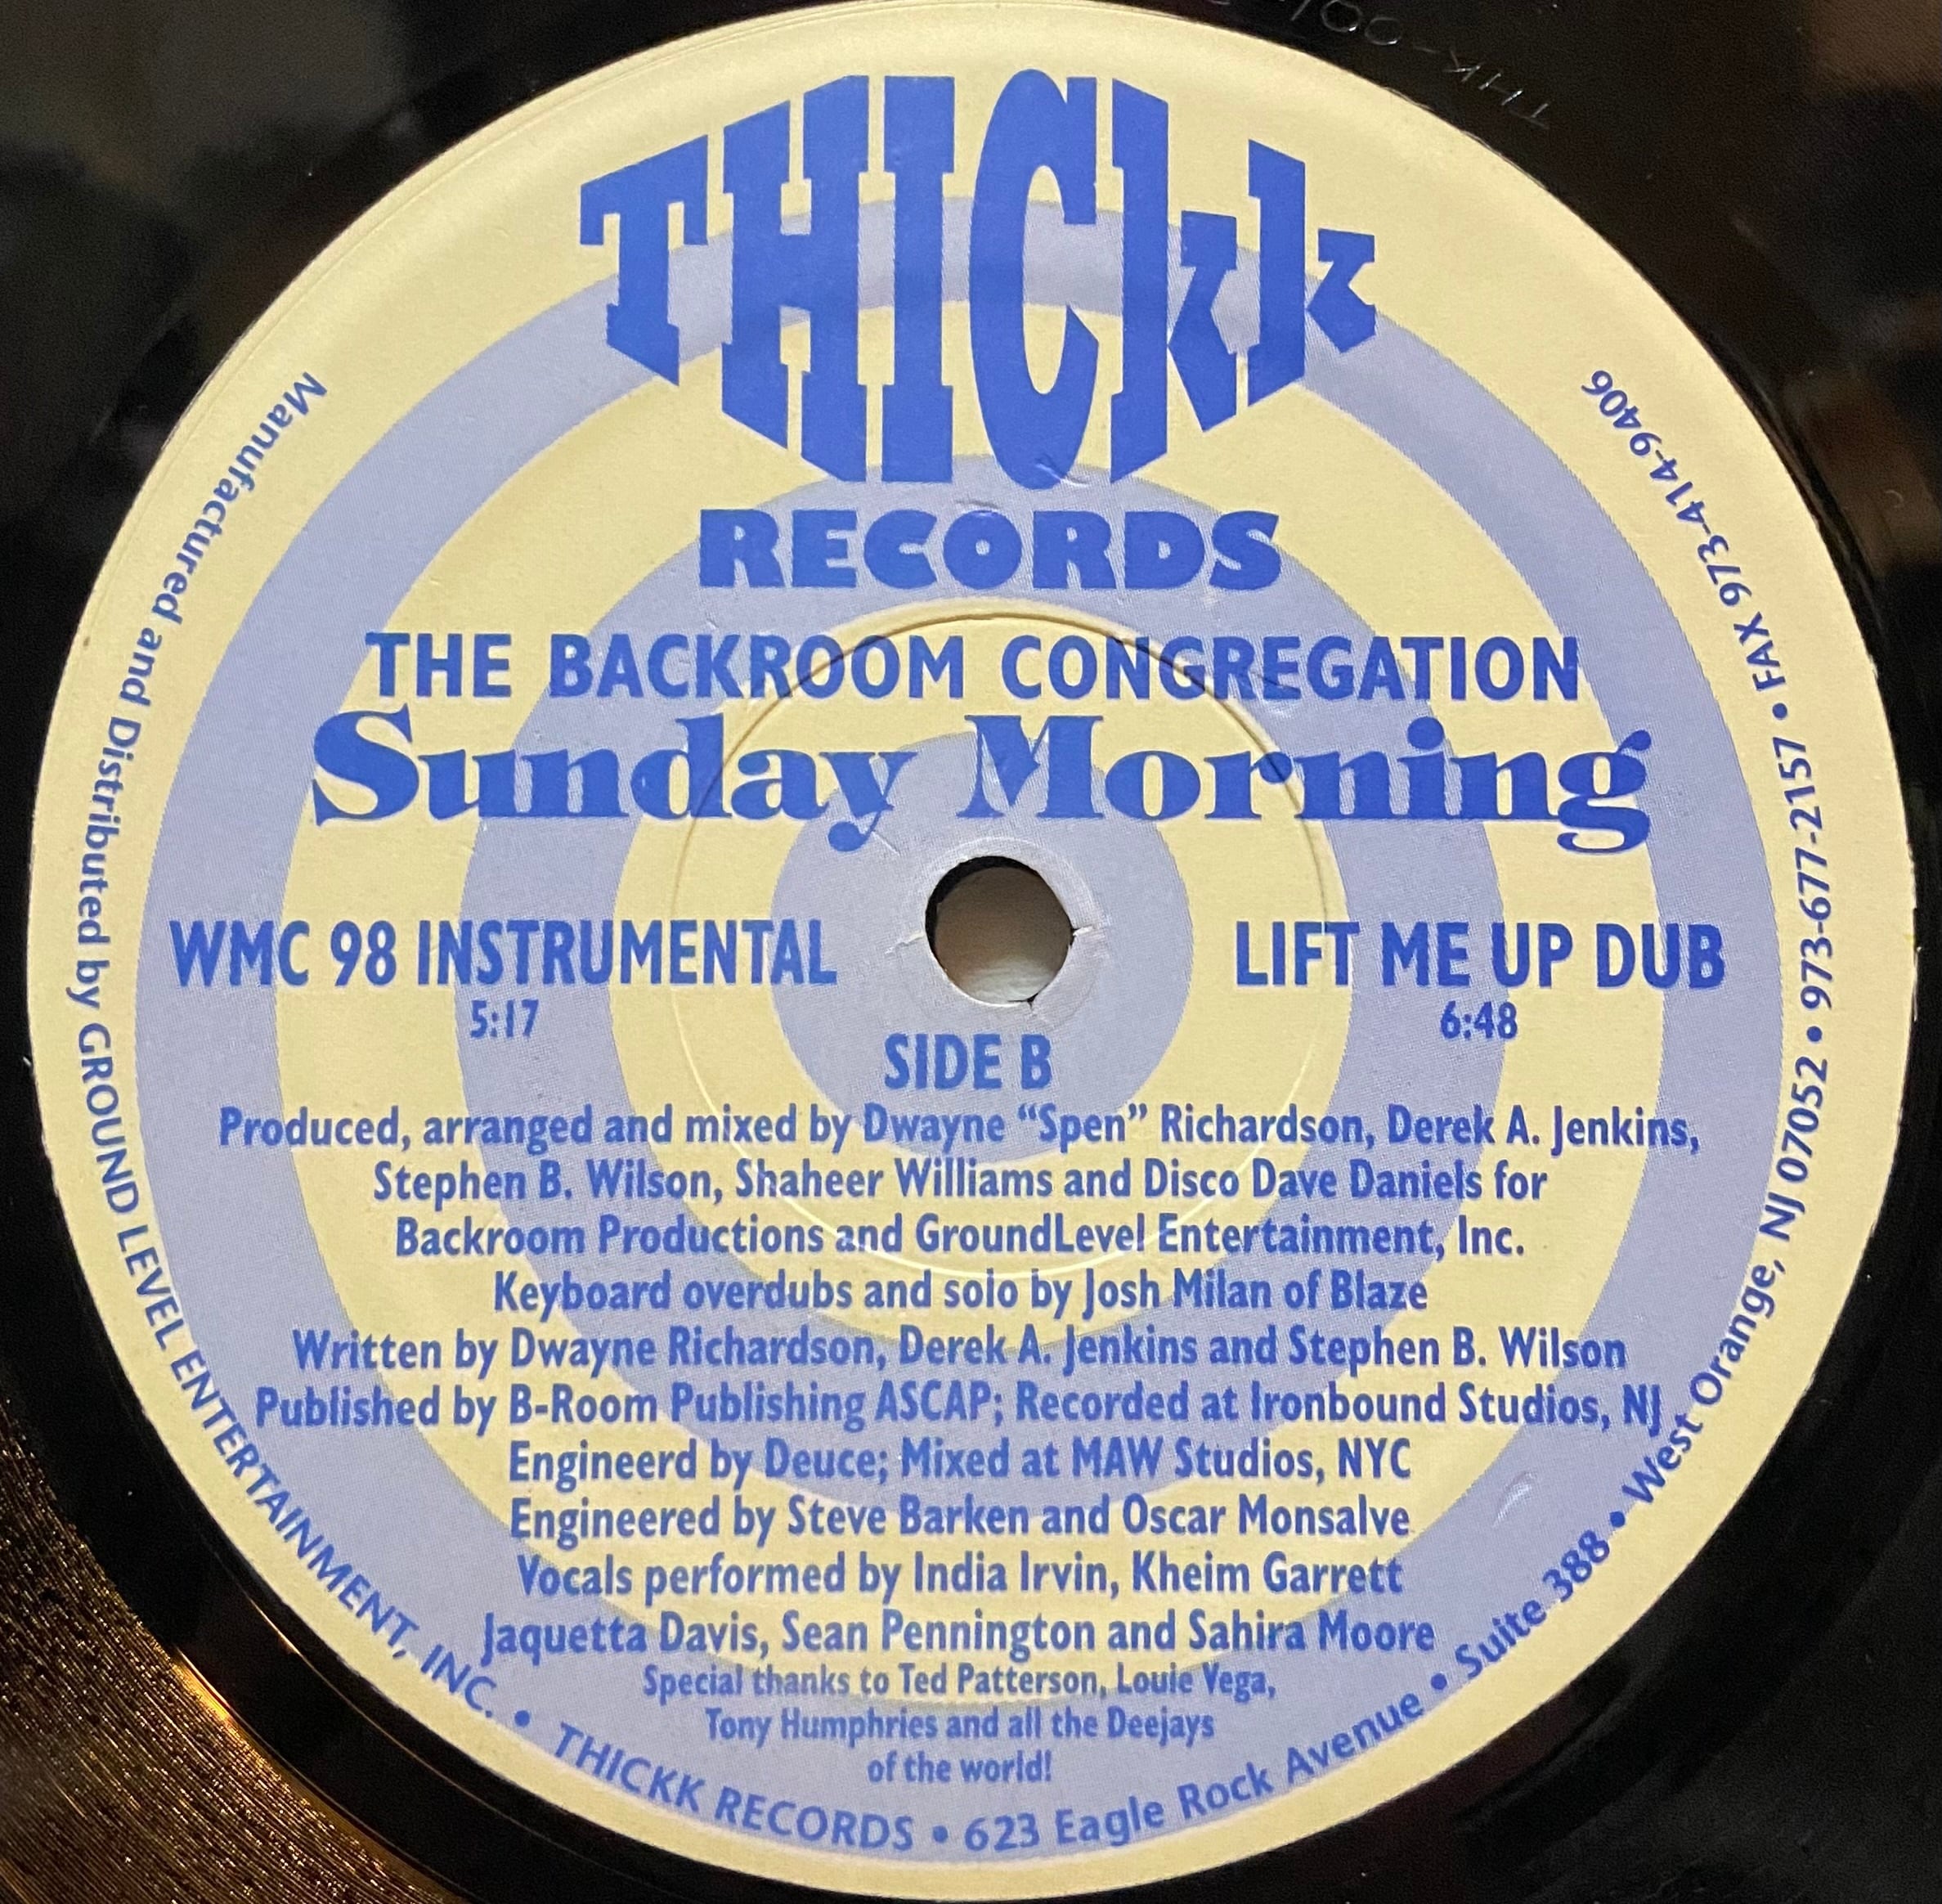 THICKK
RECORDS
THE BACKROOM CONGREGATION
Sunday Morning
WMC 98 INSTRUMENTAL
5:17
LIFT ME UP DUB
6:48
SIDE B
Produced, arranged and mixed by Dwayne “Spen” Richardson, Derek A. Jenkins,
Stephen B. Wilson, Shaheer Williams and Disco Dave Daniels for
Backroom Productions and GroundLevel Entertainment, Inc.
Keyboard overdubs and solo by Josh Milan of Blaze
Written by Dwayne Richardson, Derek A. Jenkins and Stephen B. Wilson
Published by B-Room Publishing ASCAP; Recorded at Ironbound Studios, NJ
Engineerd by Deuce; Mixed at MAW Studios, NYC
Engineered by Steve Barken and Oscar Monsalve
Vocals performed by India Irvin, Kheim Garrett
Jaquetta Davis, Sean Pennington and Sahira Moore
Special thanks to Ted Patterson, Louie Vega,
Tony Humphries and all the Deejays
of the world!
Manufactured and Distributed by GROUND LEVEL ENTERTAINMENT, INC. • THICKK RECORDS • 623 Eagle Rock Avenue • Suite 388 • West Orange, NJ 07052 • 973-677-2157 • FAX 973-414-9406